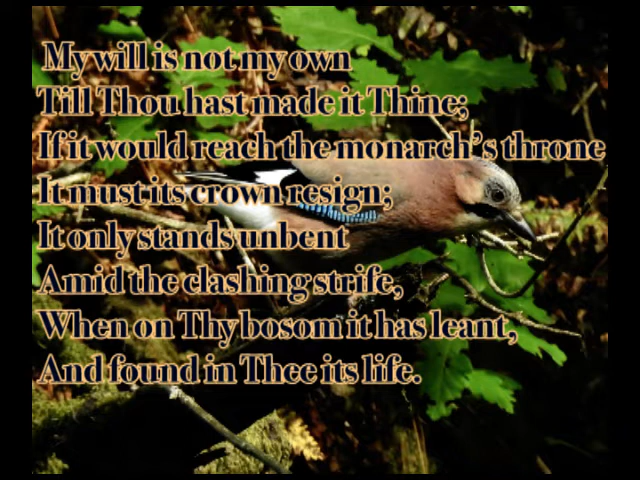 My will is not my own
Till Thou hast made it Thine;
If it would reach the monarch's throne
It must its crown resign;
It only stands unbent
Amid the clashing strife,
When on Thy bosom it has leant,
And found in Thee its life.